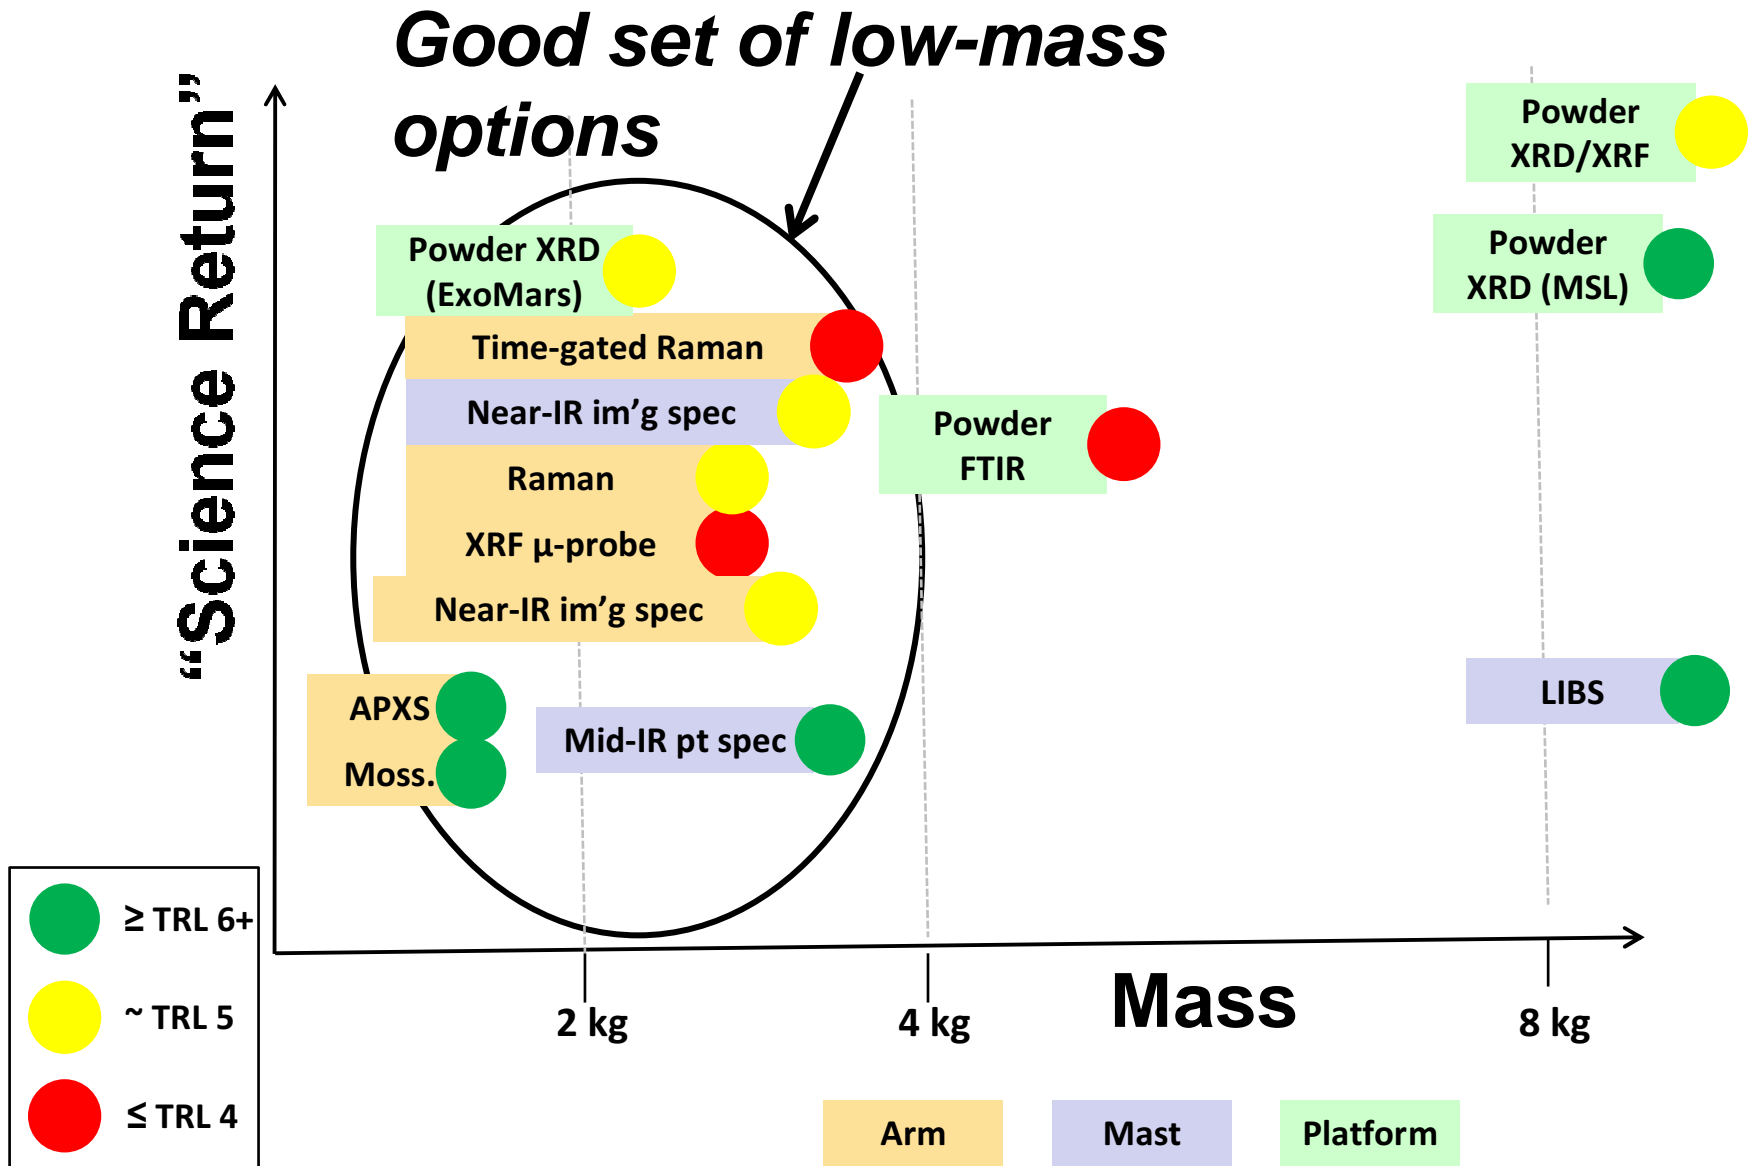 Good set of low-mass
options
“Science Return”
Powder
XRD/XRF
Powder XRD
(ExoMars)
Powder
XRD (MSL)
Time-gated Raman
Near-IR im’g spec
Powder
FTIR
Raman
XRF µ-probe
Near-IR im’g spec
APXS
Mid-IR pt spec
LIBS
Moss.
≥ TRL 6+
~ TRL 5
≤ TRL 4
Mass
2 kg
4 kg
8 kg
Arm
Mast
Platform